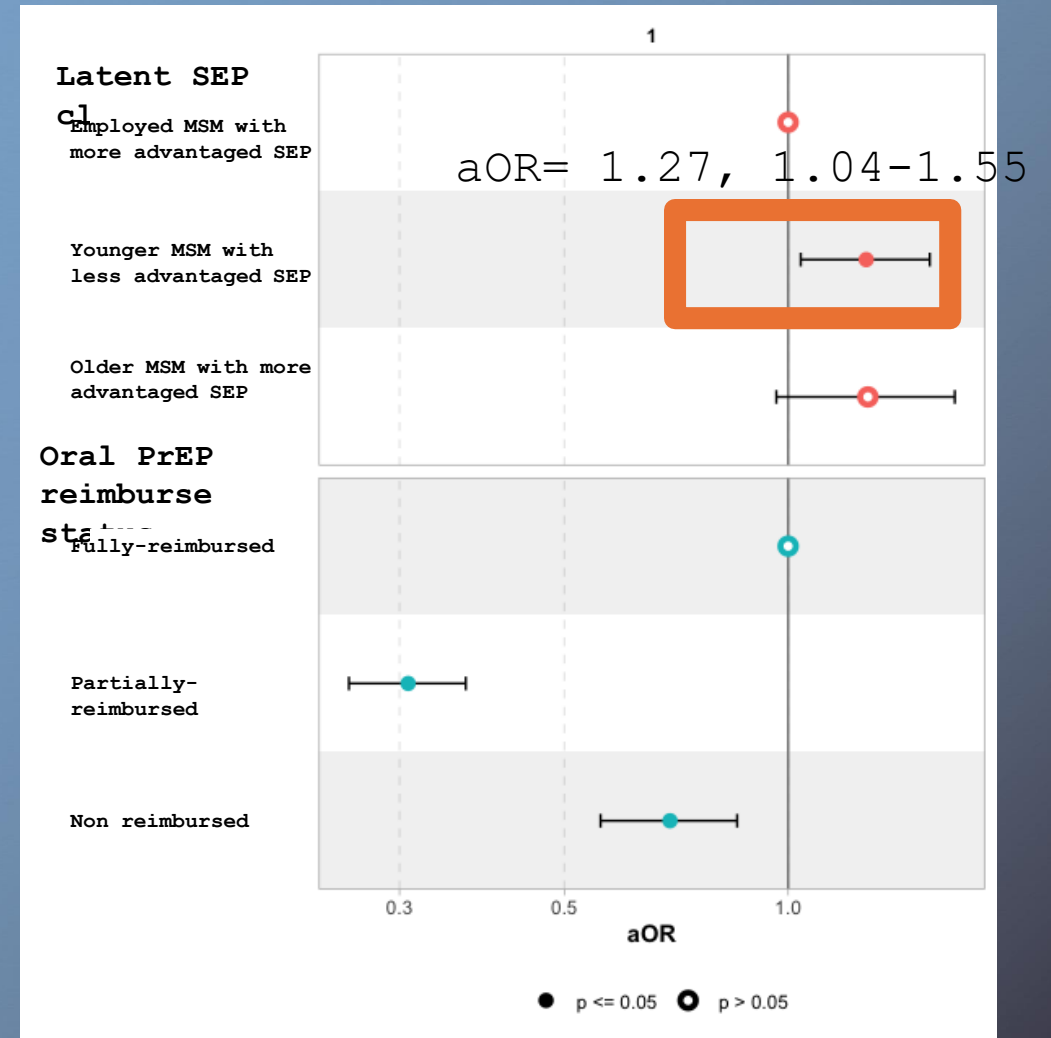 1
Latent SEP
cl
Employed MSM with
more advantaged SEP
aOR= 1.27, 1.04-1.55
Younger MSM with
less advantaged SEP
Older MSM with more
advantaged SEP
Oral PrEP
reimburse
Fully-reimbursed
Partially-
reimbursed
Non reimbursed
0.3 0.5 1.0
aOR
p <= 0.05 p > 0.05